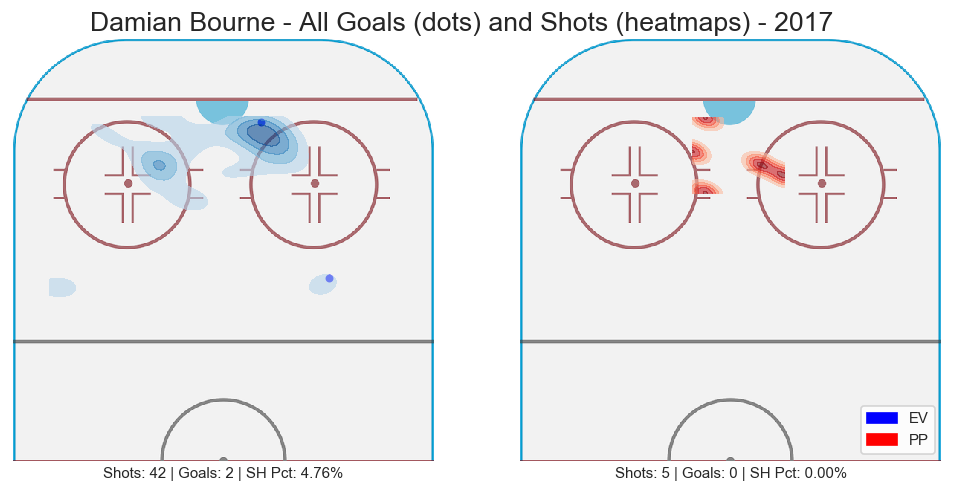 Damian Bourne - All Goals (dots) and Shots (heatmaps) - 2017
EV
PP
Shots: 42 | Goals: 2 | SH Pct: 4.76%
Shots: 5 | Goals: 0 | SH Pct: 0.00%